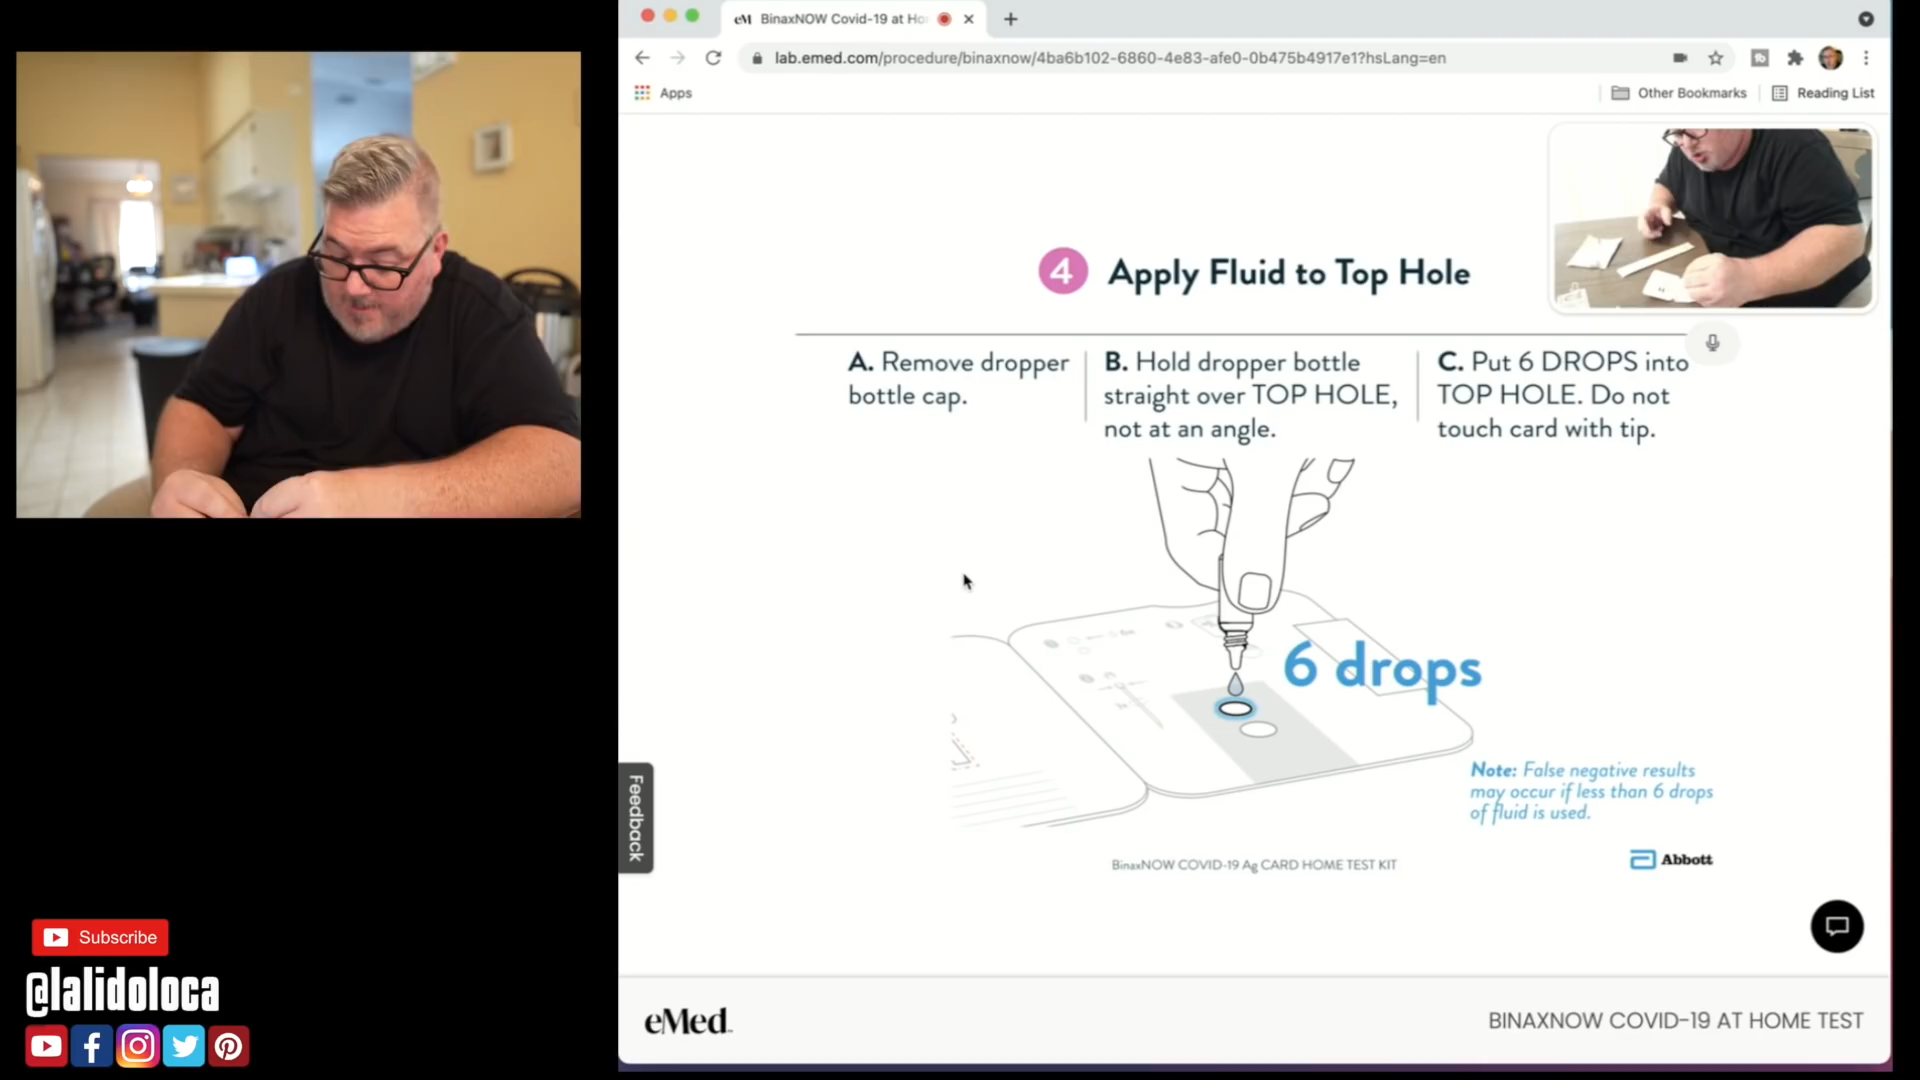 eM BinaxNOW Covid-19 at Ho
lab.emed.com/procedure/binaxnow/4ba6b102-6860-4e83-afe0-0b475b4917e1?hsLang=en
Apps
Other Bookmarks
Reading List
4 Apply Fluid to Top Hole
A. Remove dropper
bottle cap.
B. Hold dropper bottle
straight over TOP HOLE,
not at an angle.
C. Put 6 DROPS into
TOP HOLE. Do not
touch card with tip.
6 drops
Note: False negative results
may occur if less than 6 drops
of fluid is used.
BinaxNOW COVID-19 Ag CARD HOME TEST KIT
Abbott
Feedback
eMed
BINAXNOW COVID-19 AT HOME TEST
Subscribe
@lalidoloca